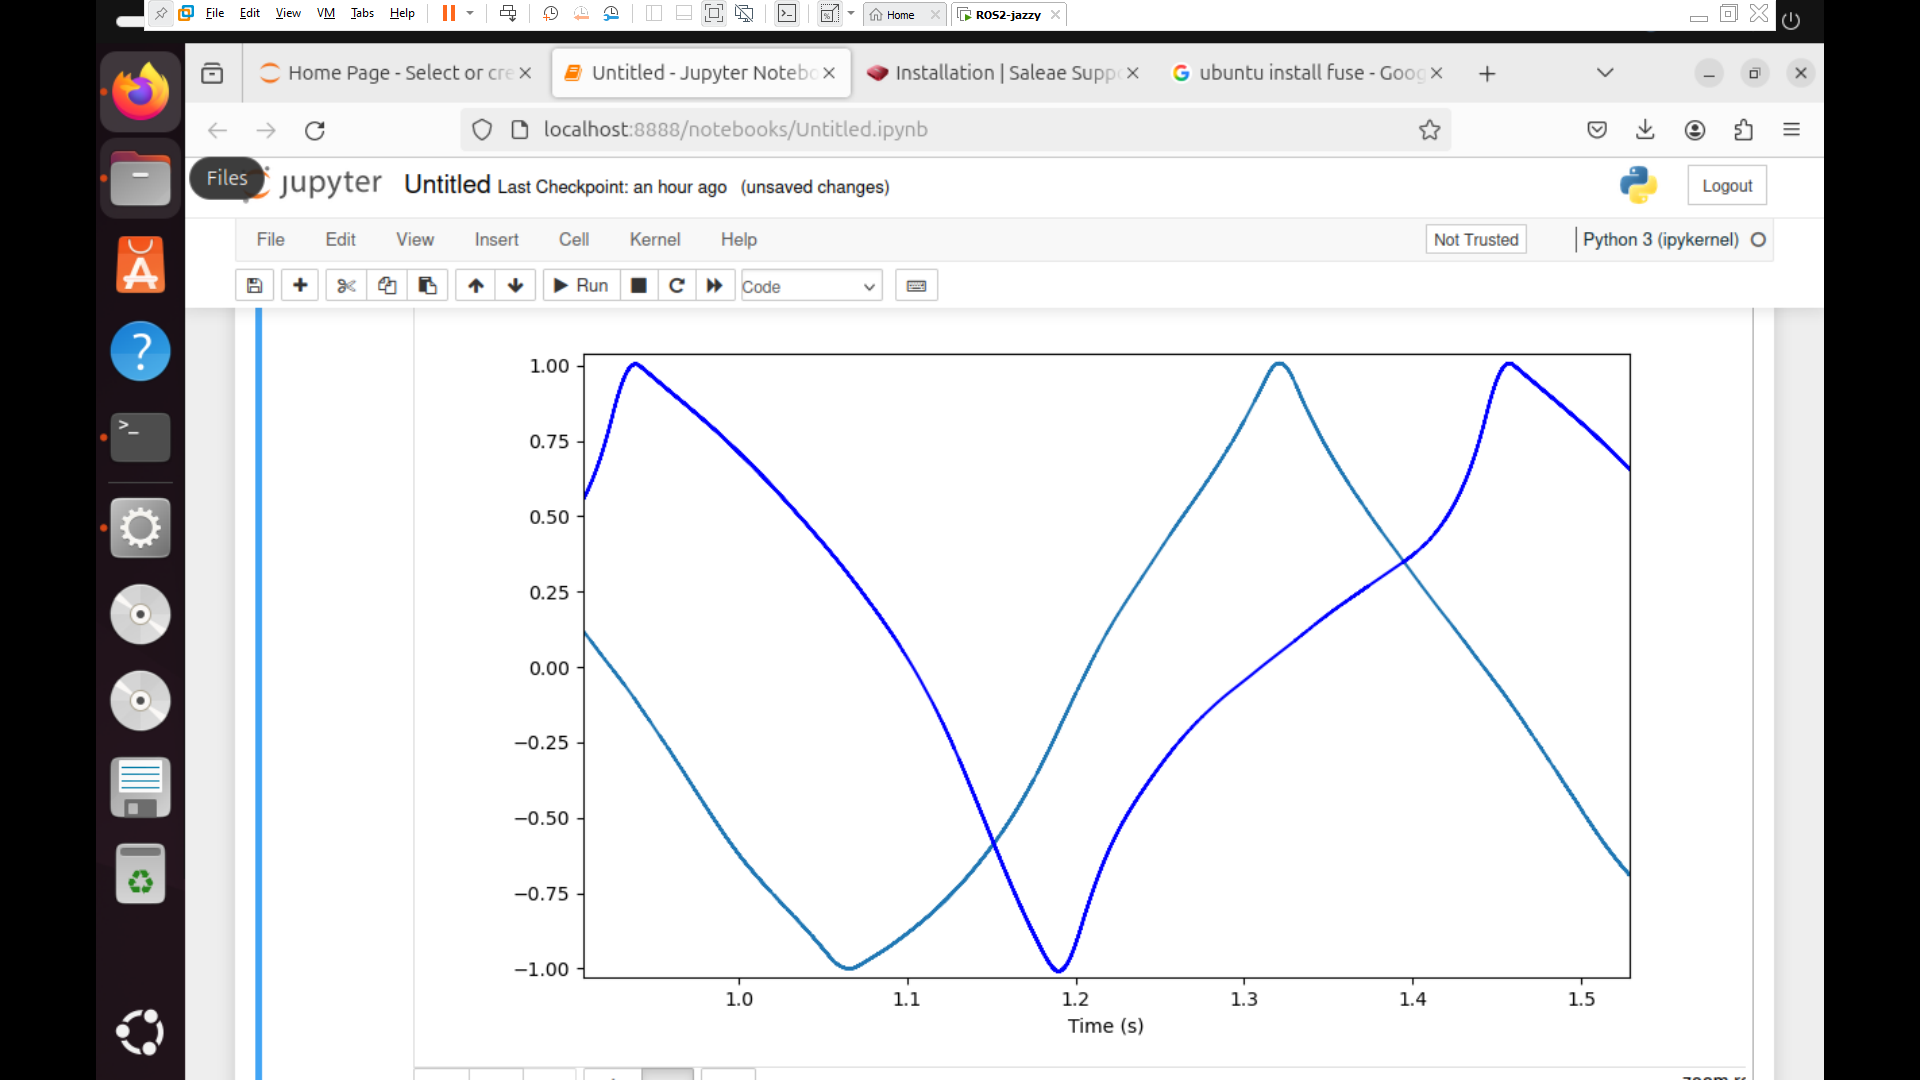 File Edit View VM Tabs Help Home ROS2-jazzy
Home Page - Select or cre Untitled - Jupyter Notebo Installation | Saleae Supp ubuntu install fuse - Goog
localhost:8888/notebooks/Untitled.ipynb
Files jupyter Untitled Last Checkpoint: an hour ago (unsaved changes) Logout
File Edit View Insert Cell Kernel Help Not Trusted Python 3 (ipykernel)
Run Code
1.00
0.75
0.50
0.25
0.00
−0.25
−0.50
−0.75
−1.00
1.0 1.1 1.2 1.3 1.4 1.5
Time (s)